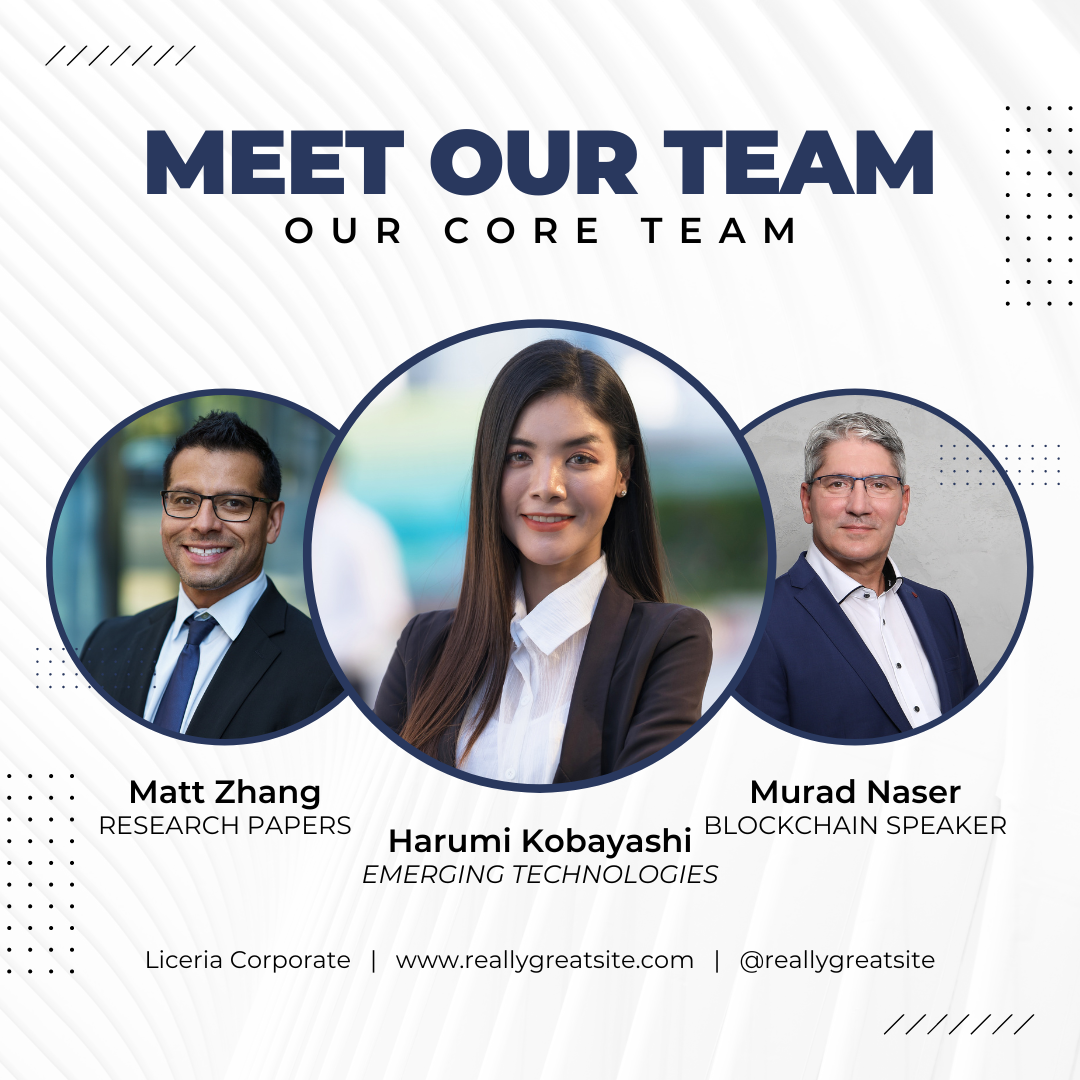 MEET OUR TEAM
OUR CORE TEAM
Matt Zhang
RESEARCH PAPERS
Harumi Kobayashi
EMERGING TECHNOLOGIES
Murad Naser
BLOCKCHAIN SPEAKER
Liceria Corporate | www.reallygreatsite.com | @reallygreatsite